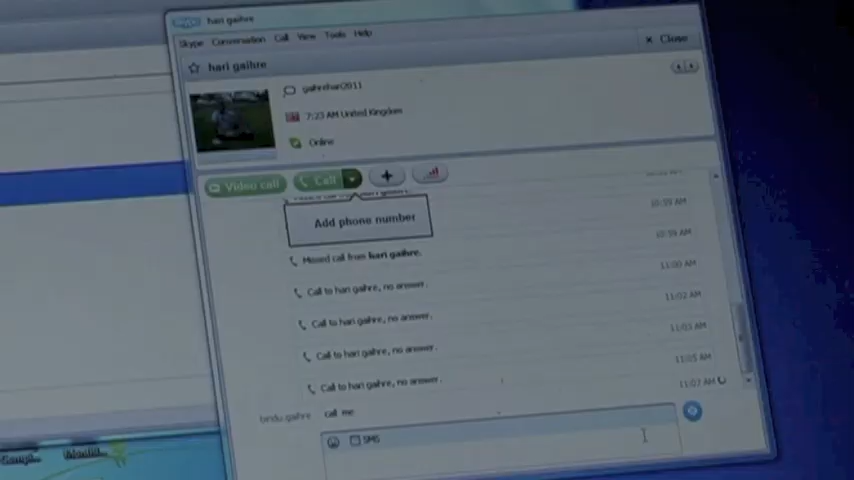 skype hari gaihre
Skype Conversation Call View Tools Help
× Close
hari gaihre
gaihrehari2011
7:23 AM United Kingdom
Online
Video call Call
10:59 AM
Add phone number
10:59 AM
Missed call from hari gaihre.
11:00 AM
Call to hari gaihre, no answer.
11:02 AM
Call to hari gaihre, no answer.
11:03 AM
Call to hari gaihre, no answer.
11:05 AM
Call to hari gaihre, no answer.
11:07 AM
bindu.gaihre call me
SMS